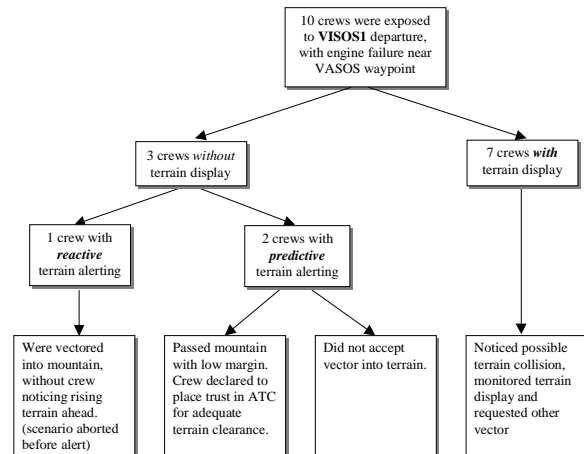 10 crews were exposed
to VISOS1 departure,
with engine failure near
VASOS waypoint
3 crews without
terrain display
7 crews with
terrain display
1 crew with
reactive
terrain alerting
2 crews with
predictive
terrain alerting
Were vectored
into mountain,
without crew
noticing rising
terrain ahead.
(scenario aborted
before alert)
Passed mountain
with low margin.
Crew declared to
place trust in ATC
for adequate
terrain clearance.
Did not accept
vector into terrain.
Noticed possible
terrain collision,
monitored terrain
display and
requested other
vector